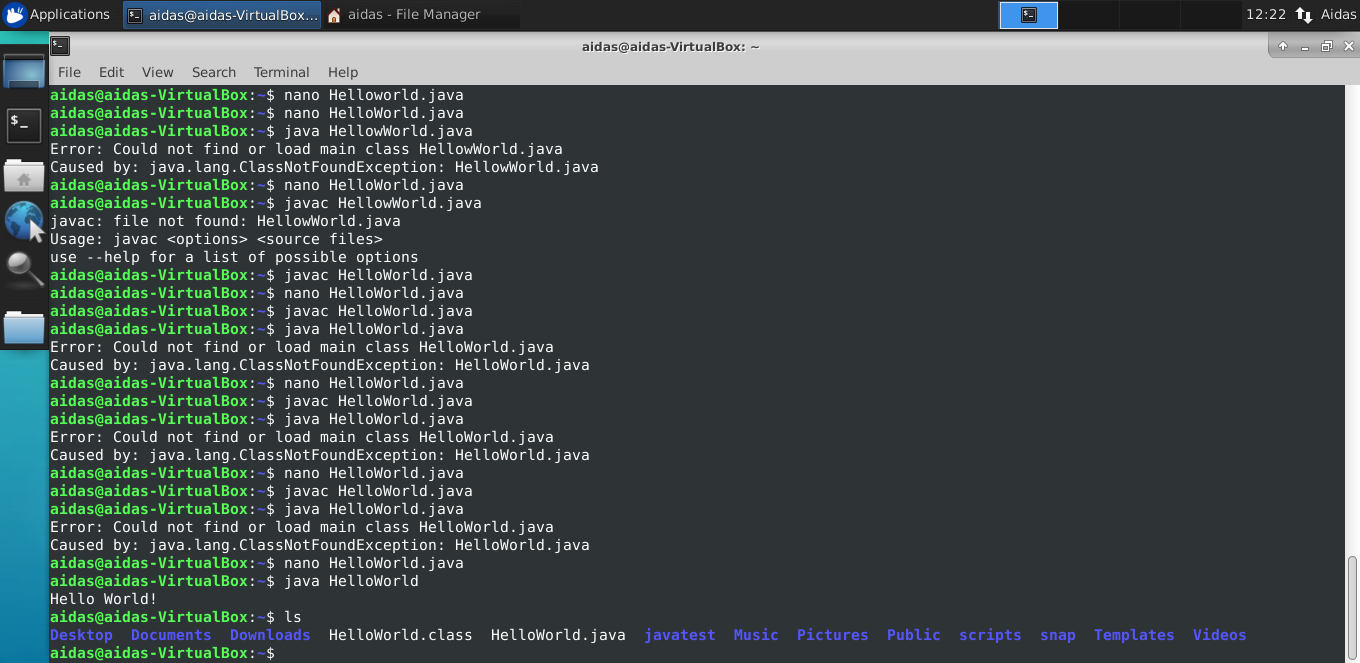 Applications aidas@aidas-VirtualBox... aidas - File Manager 12:22 Aidas
aidas@aidas-VirtualBox: ~
File Edit View Search Terminal Help
aidas@aidas-VirtualBox:~$ nano Helloworld.java
aidas@aidas-VirtualBox:~$ nano HelloWorld.java
aidas@aidas-VirtualBox:~$ java HellowWorld.java
Error: Could not find or load main class HellowWorld.java
Caused by: java.lang.ClassNotFoundException: HellowWorld.java
aidas@aidas-VirtualBox:~$ nano HelloWorld.java
aidas@aidas-VirtualBox:~$ javac HellowWorld.java
javac: file not found: HellowWorld.java
Usage: javac <options> <source files>
use --help for a list of possible options
aidas@aidas-VirtualBox:~$ javac HelloWorld.java
aidas@aidas-VirtualBox:~$ nano HelloWorld.java
aidas@aidas-VirtualBox:~$ javac HelloWorld.java
aidas@aidas-VirtualBox:~$ java HelloWorld.java
Error: Could not find or load main class HelloWorld.java
Caused by: java.lang.ClassNotFoundException: HelloWorld.java
aidas@aidas-VirtualBox:~$ nano HelloWorld.java
aidas@aidas-VirtualBox:~$ javac HelloWorld.java
aidas@aidas-VirtualBox:~$ java HelloWorld.java
Error: Could not find or load main class HelloWorld.java
Caused by: java.lang.ClassNotFoundException: HelloWorld.java
aidas@aidas-VirtualBox:~$ nano HelloWorld.java
aidas@aidas-VirtualBox:~$ javac HelloWorld.java
aidas@aidas-VirtualBox:~$ java HelloWorld.java
Error: Could not find or load main class HelloWorld.java
Caused by: java.lang.ClassNotFoundException: HelloWorld.java
aidas@aidas-VirtualBox:~$ nano HelloWorld.java
aidas@aidas-VirtualBox:~$ java HelloWorld
Hello World!
aidas@aidas-VirtualBox:~$ ls
Desktop Documents Downloads HelloWorld.class HelloWorld.java javatest Music Pictures Public scripts snap Templates Videos
aidas@aidas-VirtualBox:~$